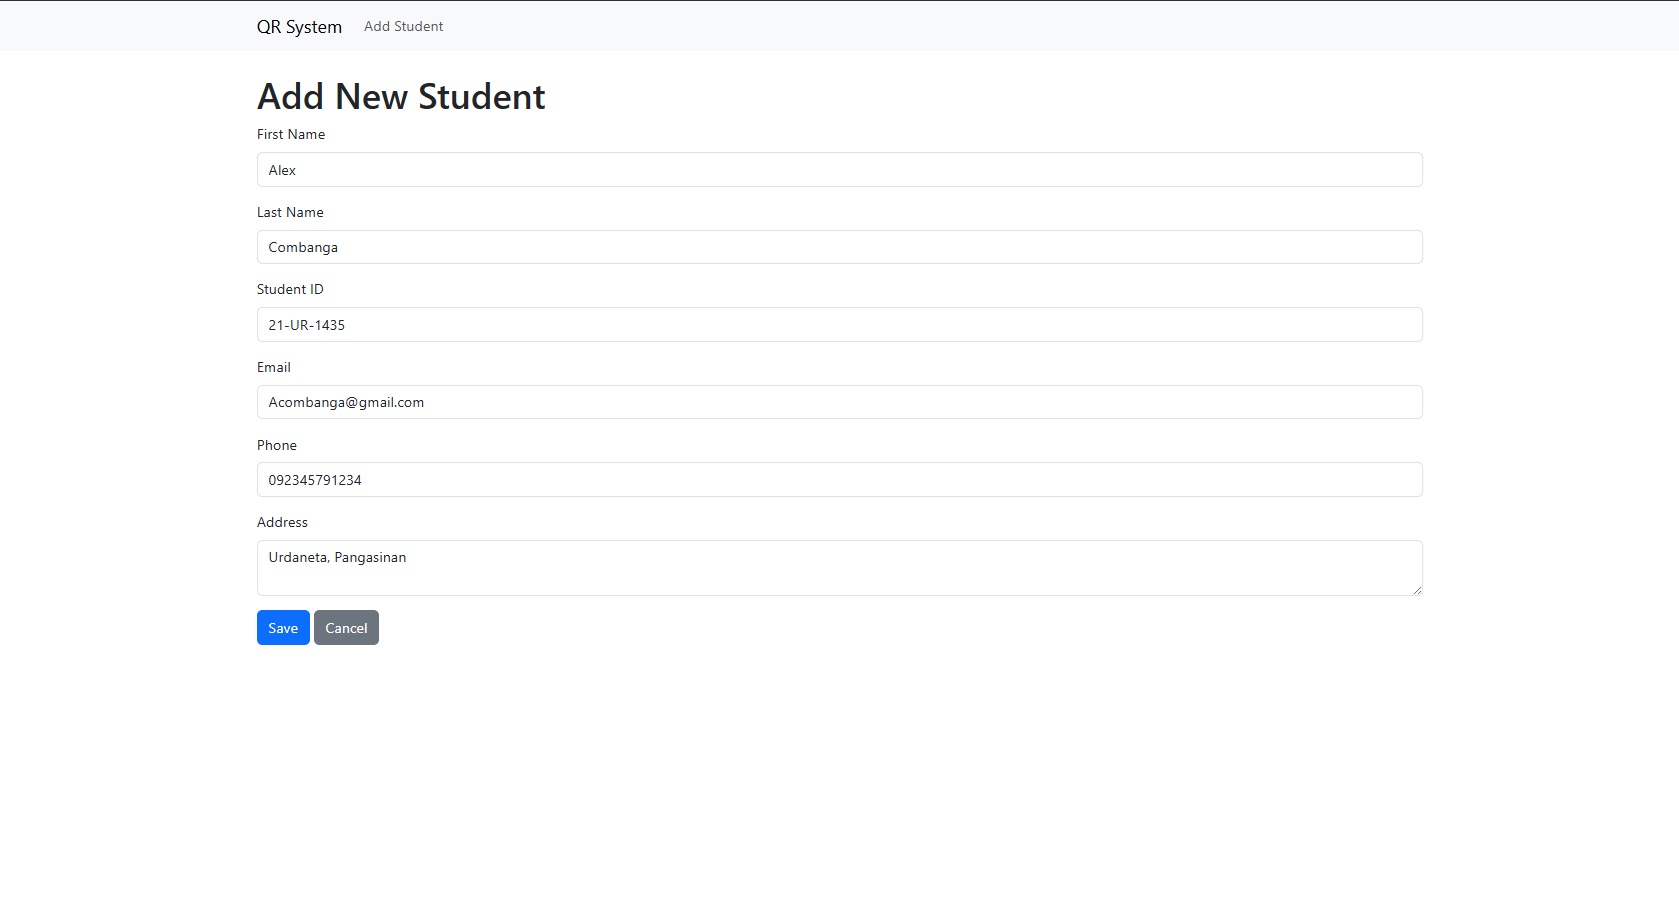 QR System Add Student
Add New Student
First Name
Alex
Last Name
Combanga
Student ID
21-UR-1435
Email
Acombanga@gmail.com
Phone
092345791234
Address
Urdaneta, Pangasinan
Save Cancel